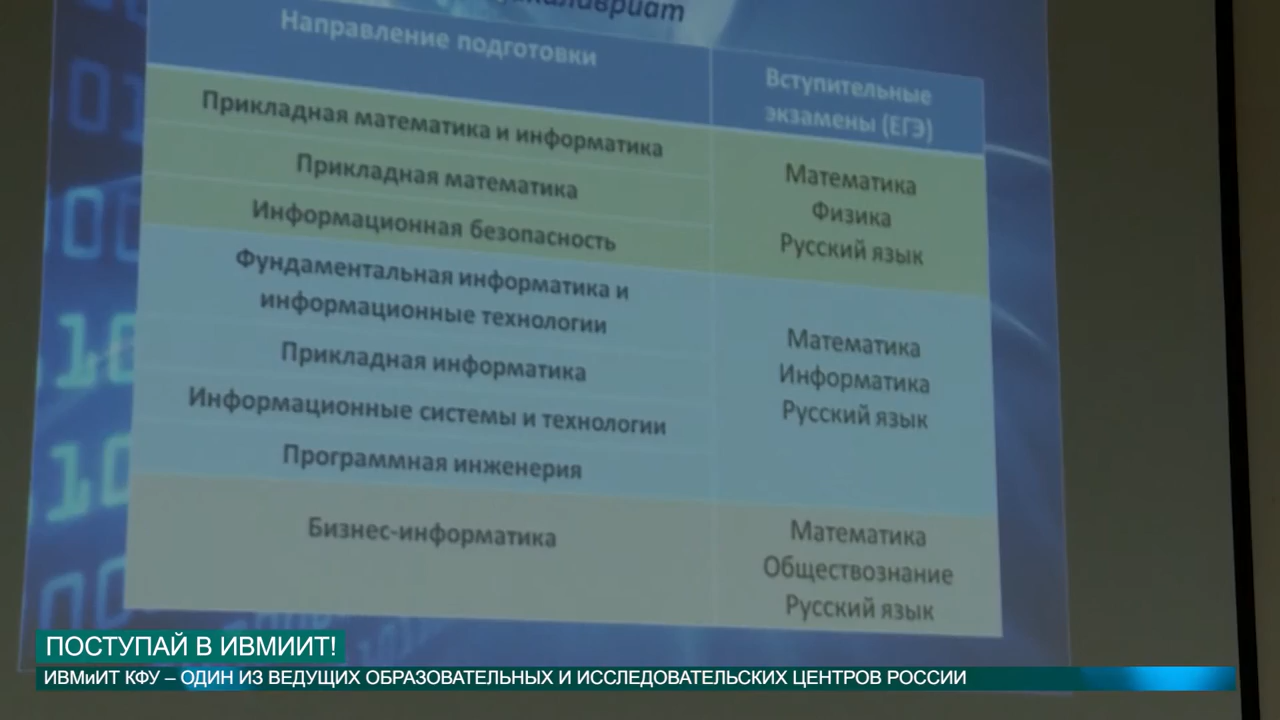 Направление подготовки
Вступительные
экзамены (ЕГЭ)
Прикладная математика и информатика
Прикладная математика
Информационная безопасность
Математика
Физика
Русский язык
Фундаментальная информатика и
информационные технологии
Прикладная информатика
Информационные системы и технологии
Программная инженерия
Математика
Информатика
Русский язык
Бизнес-информатика
Математика
Обществознание
Русский язык
ПОСТУПАЙ В ИВМИИТ!
ИВМиИТ КФУ – ОДИН ИЗ ВЕДУЩИХ ОБРАЗОВАТЕЛЬНЫХ И ИССЛЕДОВАТЕЛЬСКИХ ЦЕНТРОВ РОССИИ